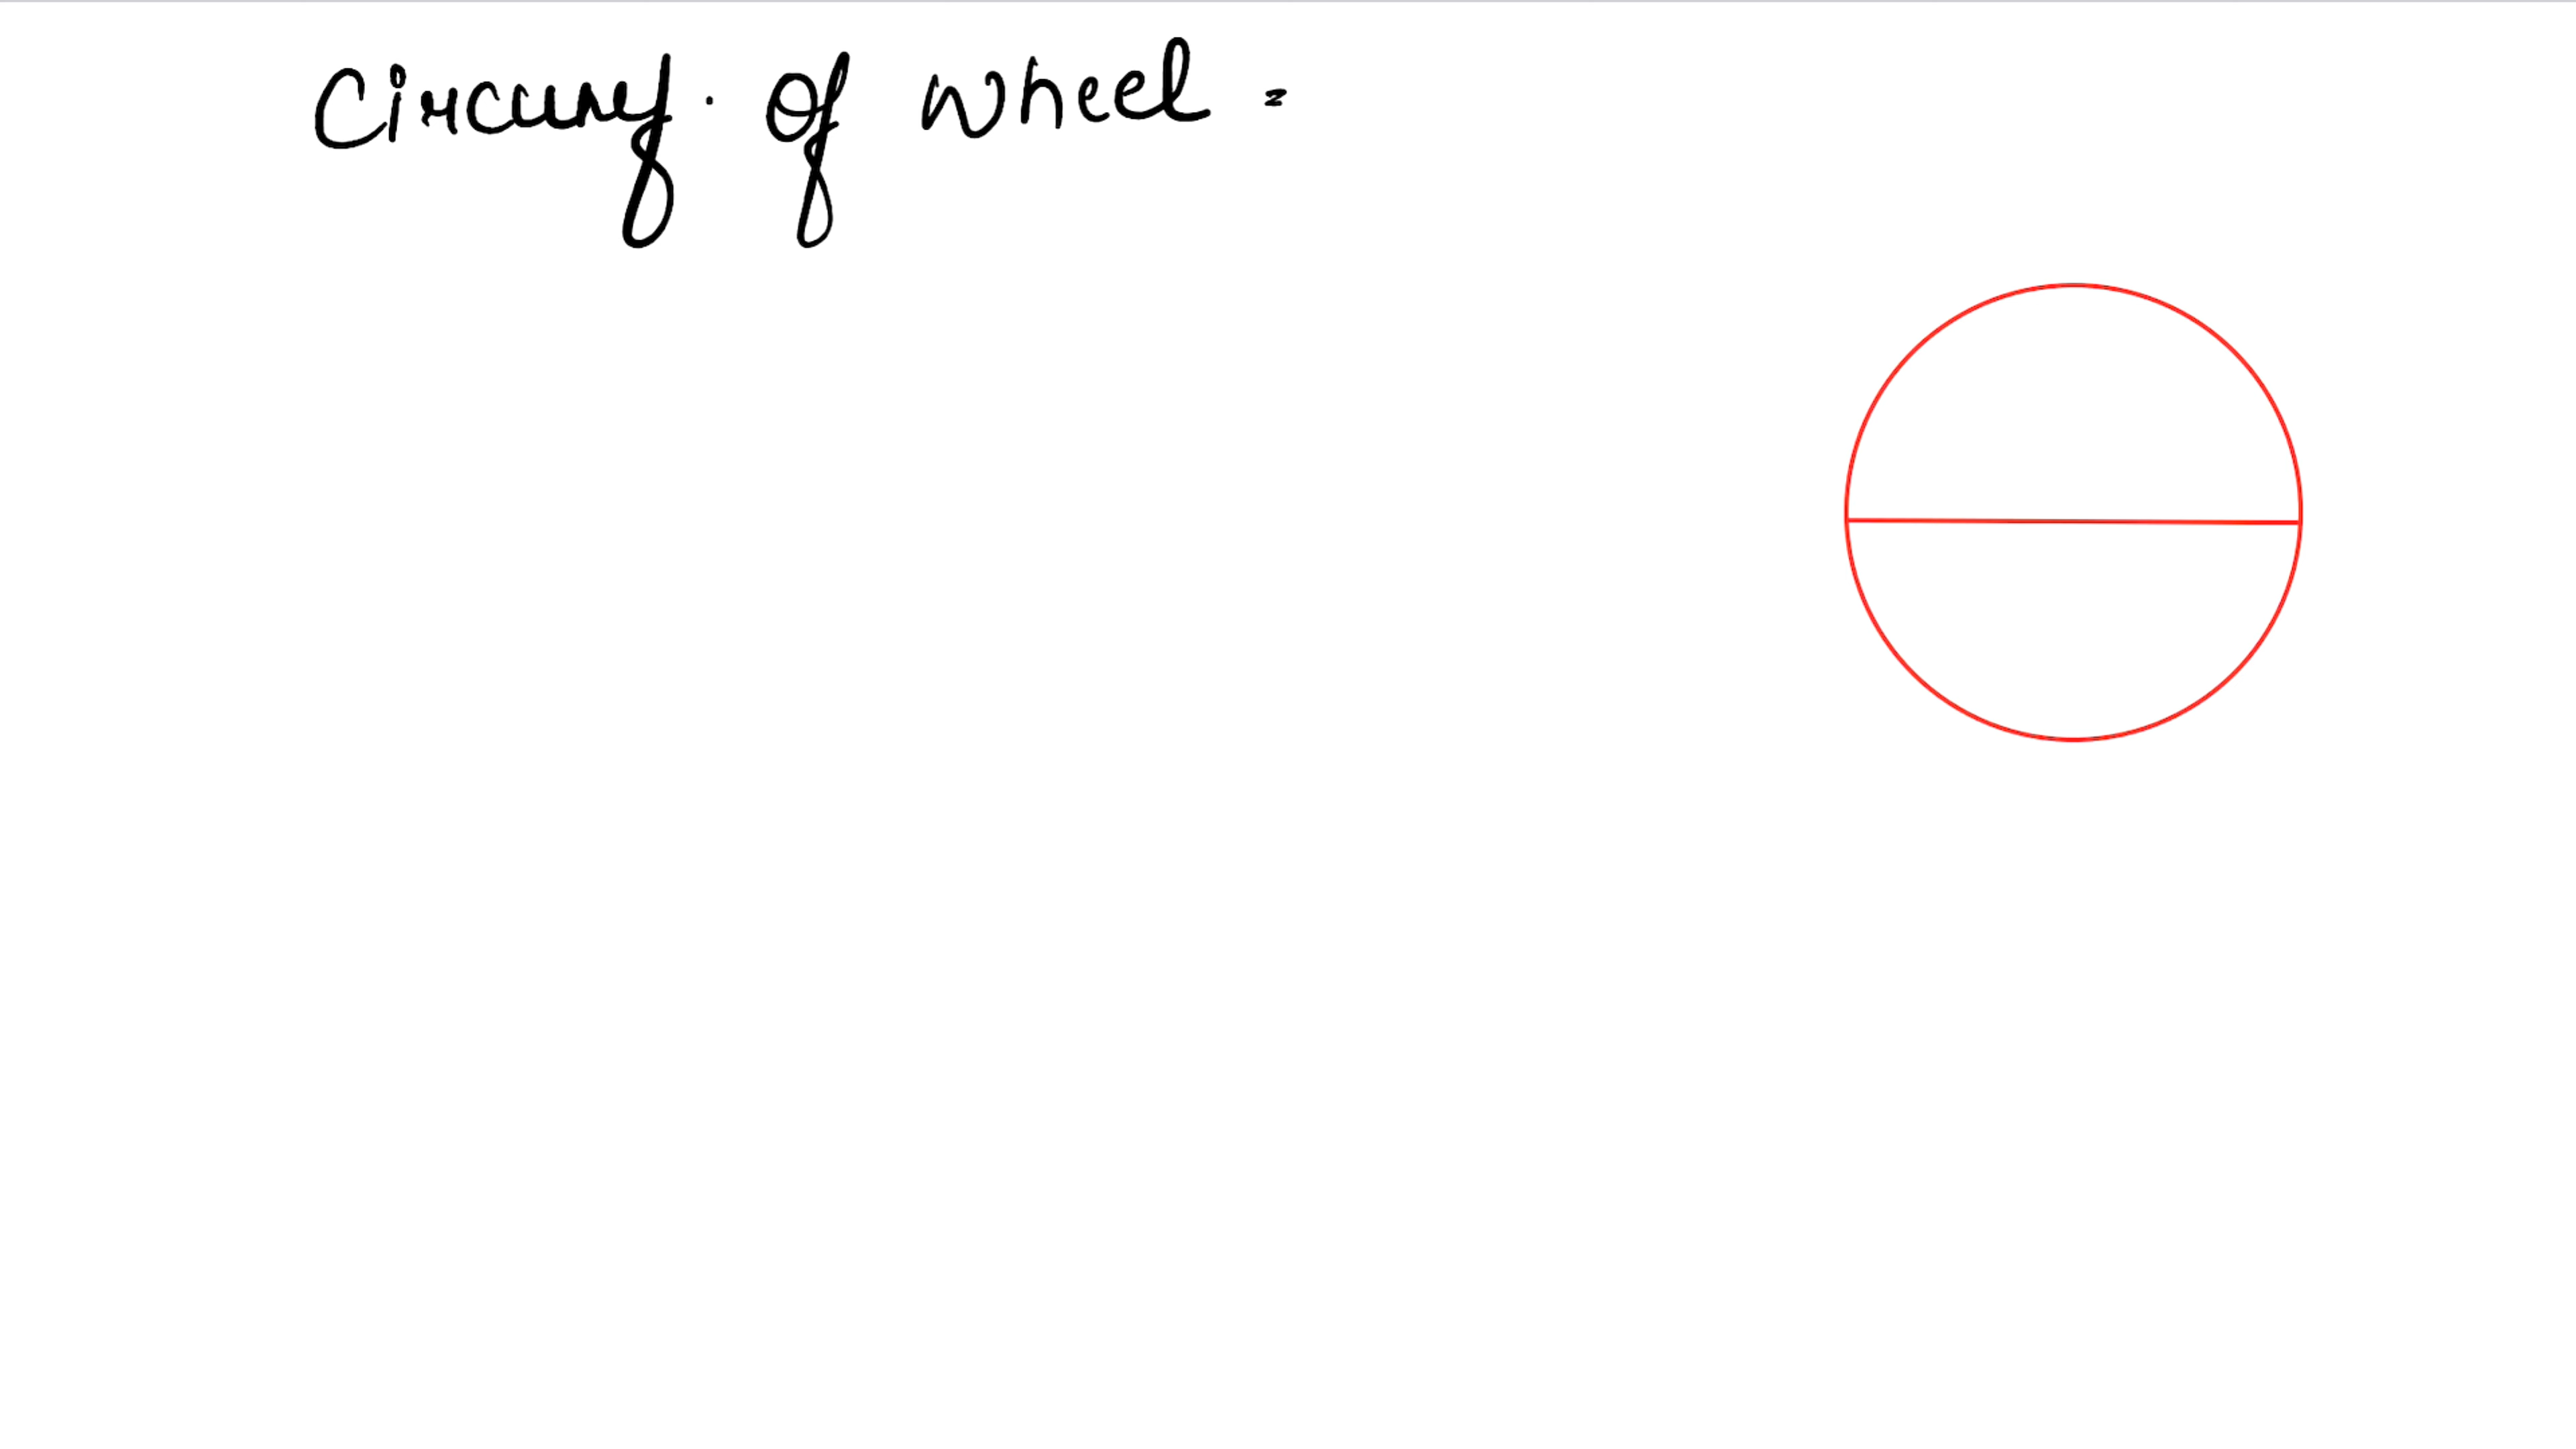 Circumf. Of wheel =